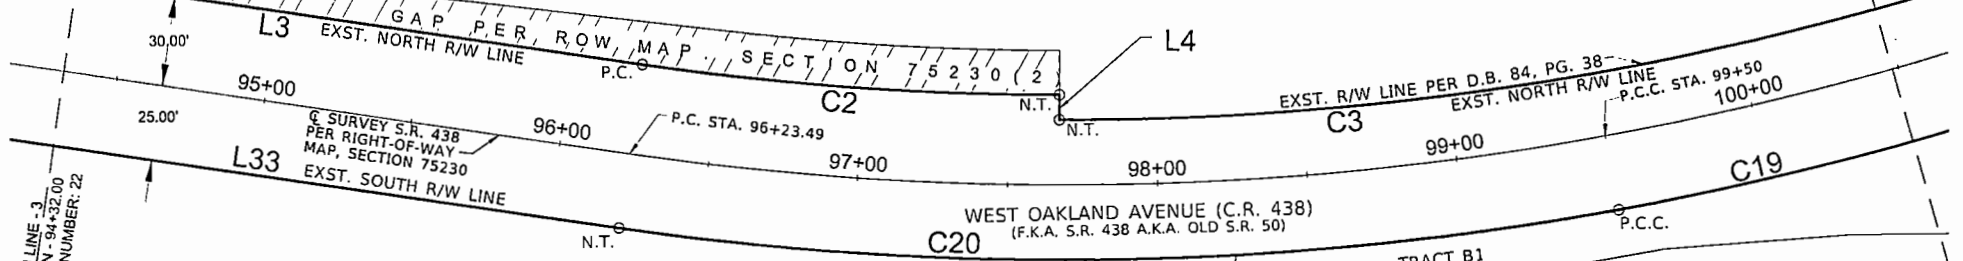 L3
GAP PER ROW MAP. SECTION 75230(2
EXST. NORTH R/W LINE
30.00'
P.C.
C2
N.T.
L4
N.T.
EXST. R/W LINE PER D.B. 84, PG. 38
EXST. NORTH R/W LINE
P.C.C. STA. 99+50
C3
95+00
96+00
97+00
98+00
99+00
100+00
25.00'
℄ SURVEY S.R. 438
PER RIGHT-OF-WAY
MAP, SECTION 75230
P.C. STA. 96+23.49
L33
EXST. SOUTH R/W LINE
N.T.
C20
WEST OAKLAND AVENUE (C.R. 438)
(F.K.A. S.R. 438 A.K.A. OLD S.R. 50)
C19
P.C.C.
TRACT B1
LINE - 3
N - 94+32.00
NUMBER: 22